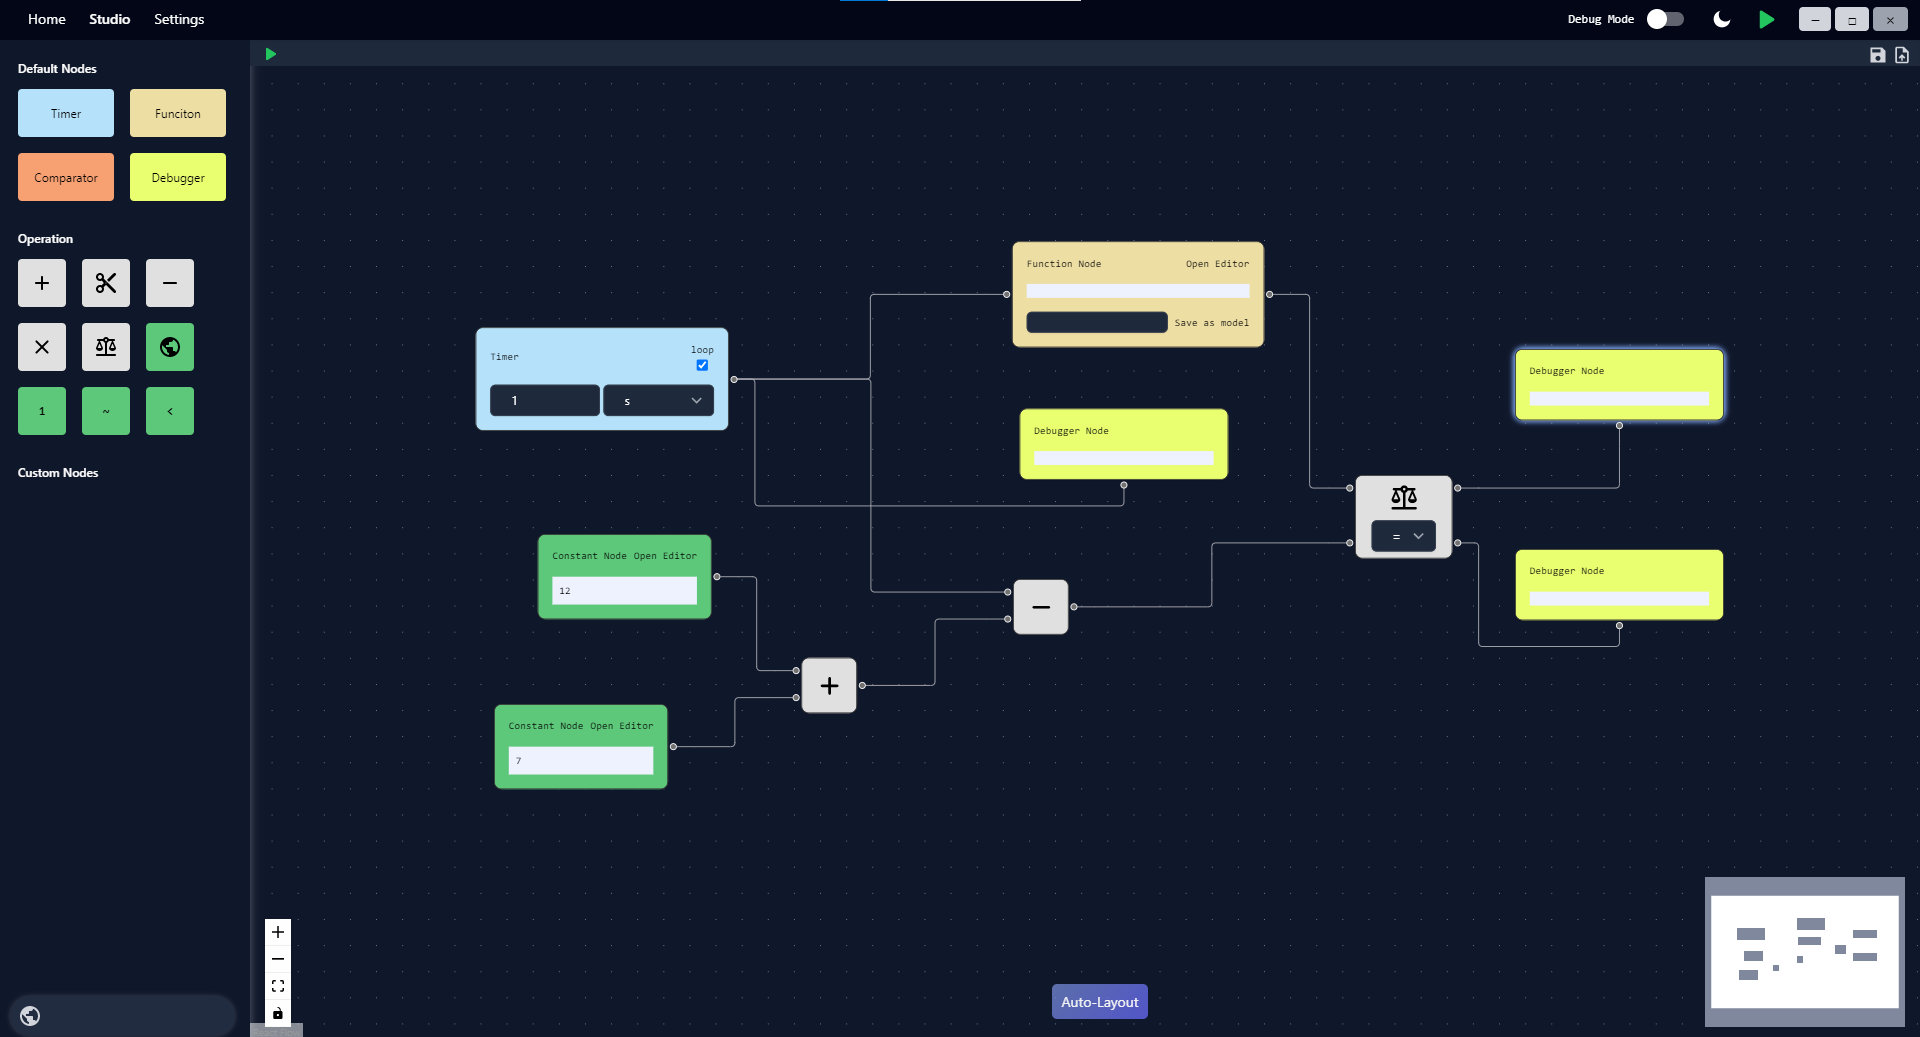 Home Studio Settings
Debug Mode
Default Nodes
Timer Funciton
Comparator Debugger
Operation
1 ~ <
Custom Nodes
Timer
loop
1 s
Function Node Open Editor
Save as model
Debugger Node
Debugger Node
Debugger Node
Constant Node Open Editor
12
Constant Node Open Editor
7
=
Auto-Layout